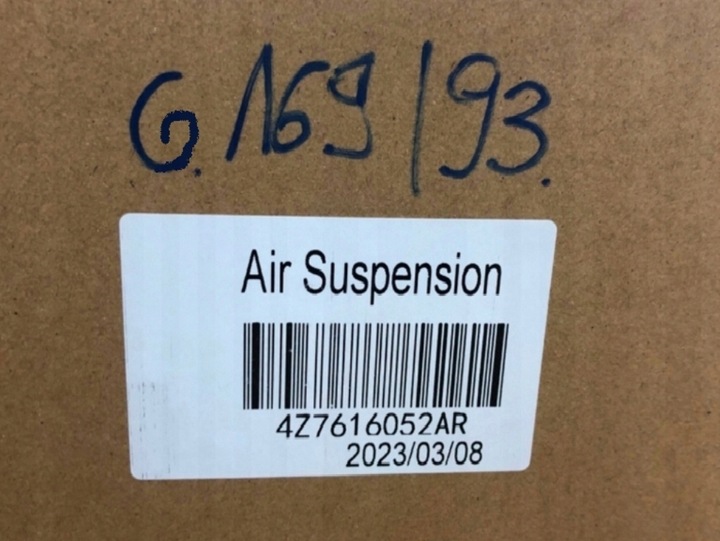 G. 169/93.
Air Suspension
4Z7616052AR
2023/03/08